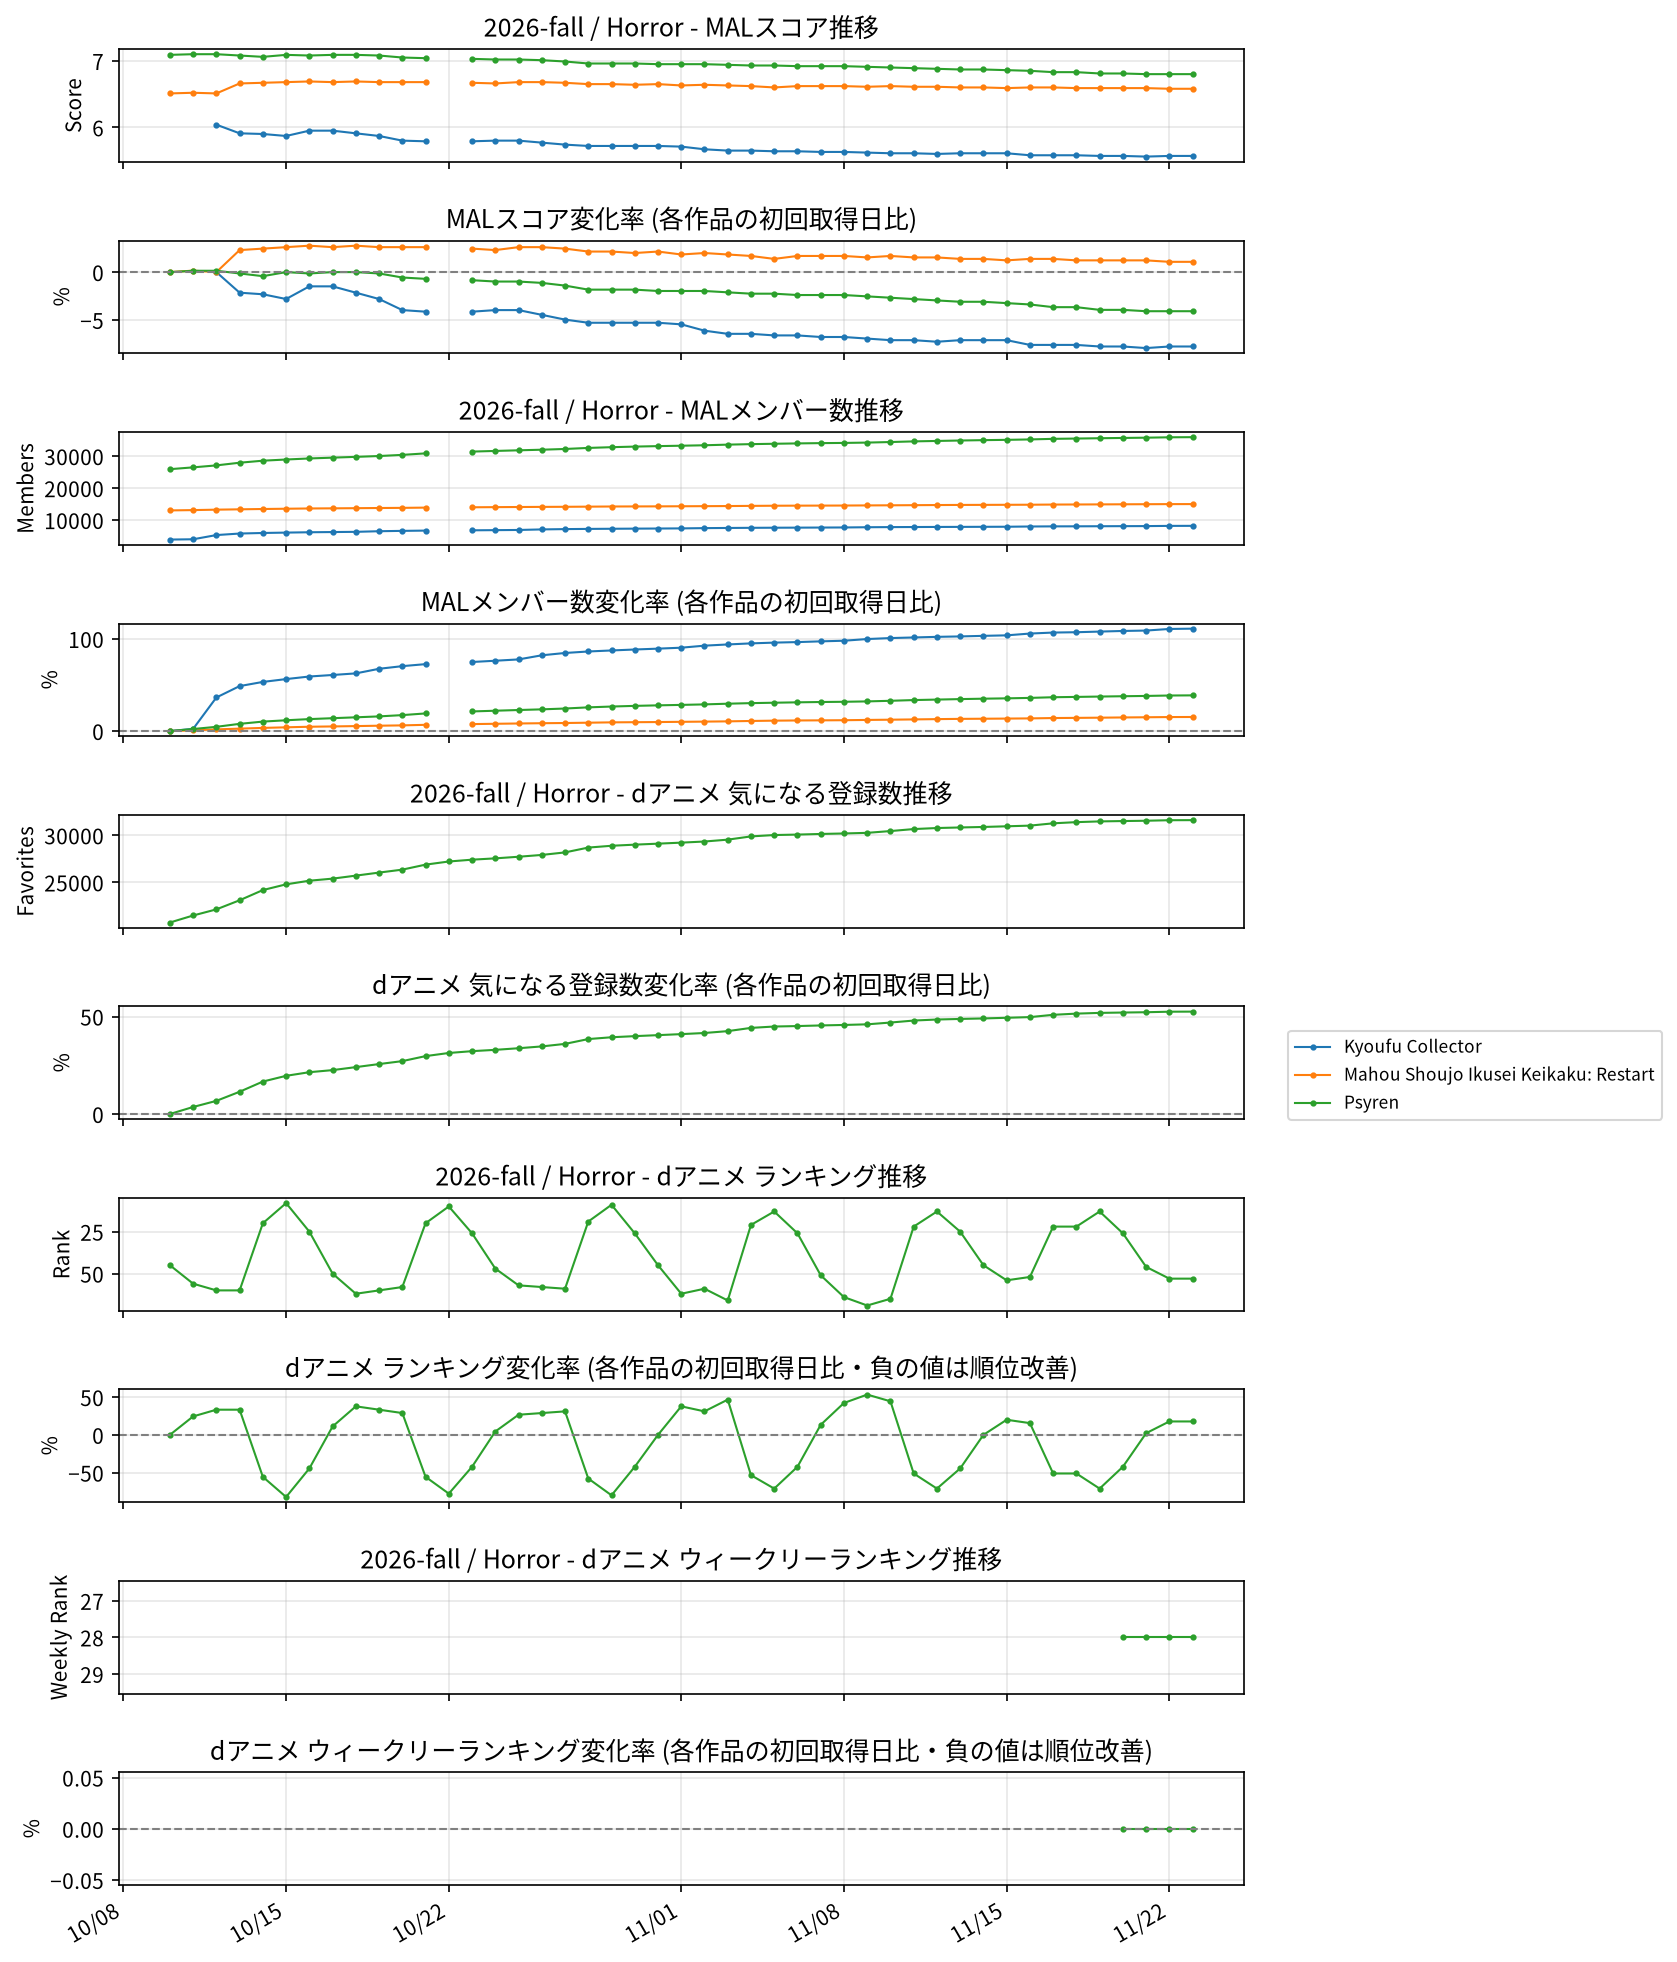 2026-fall / Horror - MALスコア推移
Score
7
6
MALスコア変化率 (各作品の初回取得日比)
%
0
−5
2026-fall / Horror - MALメンバー数推移
Members
30000
20000
10000
MALメンバー数変化率 (各作品の初回取得日比)
%
100
0
2026-fall / Horror - dアニメ 気になる登録数推移
Favorites
30000
25000
dアニメ 気になる登録数変化率 (各作品の初回取得日比)
%
50
0
Kyoufu Collector
Mahou Shoujo Ikusei Keikaku: Restart
Psyren
2026-fall / Horror - dアニメ ランキング推移
Rank
25
50
dアニメ ランキング変化率 (各作品の初回取得日比・負の値は順位改善)
%
50
0
−50
2026-fall / Horror - dアニメ ウィークリーランキング推移
Weekly Rank
27
28
29
dアニメ ウィークリーランキング変化率 (各作品の初回取得日比・負の値は順位改善)
%
0.05
0.00
−0.05
10/08
10/15
10/22
11/01
11/08
11/15
11/22